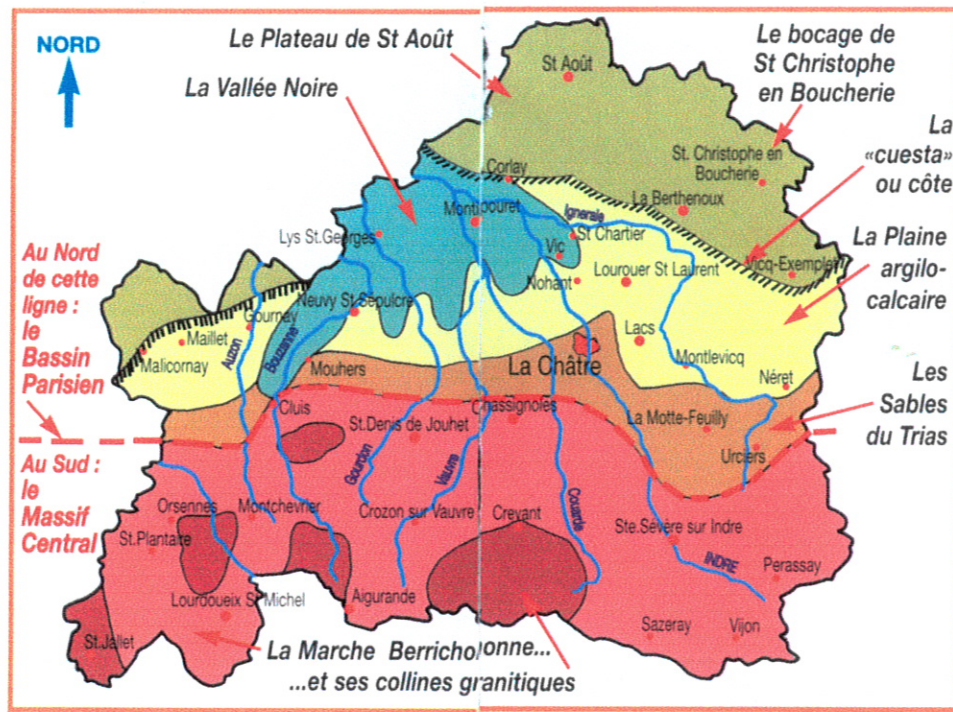 NORD
Le Plateau de St Août
La Vallée Noire
St Août
Le bocage de
St Christophe
en Boucherie
La
«cuesta»
ou côte
La Plaine
argilo-
calcaire
Les
Sables
du Trias
Au Nord
de cette
ligne :
le
Bassin
Parisien
Au Sud :
le
Massif
Central
Corlay
St. Christophe en
Boucherie
La Berthenoux
Montipouret
Igneraie
Lys St.Georges
St Chartier
Vic
Vicq-Exemplet
Nohant
Lourouer St Laurent
Neuvy St Sépulcre
Gournay
Maillet
Malicornay
Auzon
Bouzanne
Lacs
Mouhers
La Châtre
Montlevicq
Néret
Cluis
Chassignoles
St.Denis de Jouhet
La Motte-Feuilly
Urciers
Gourdon
Vauvre
Couarde
Orsennes
Montchevrier
Crozon sur Vauvre
Crevant
Ste.Sévère sur Indre
St.Plantaire
INDRE
Perassay
Lourdoueix St Michel
Aigurande
St.Jallet
Sazeray
Vijon
La Marche Berrichonne...
...et ses collines granitiques